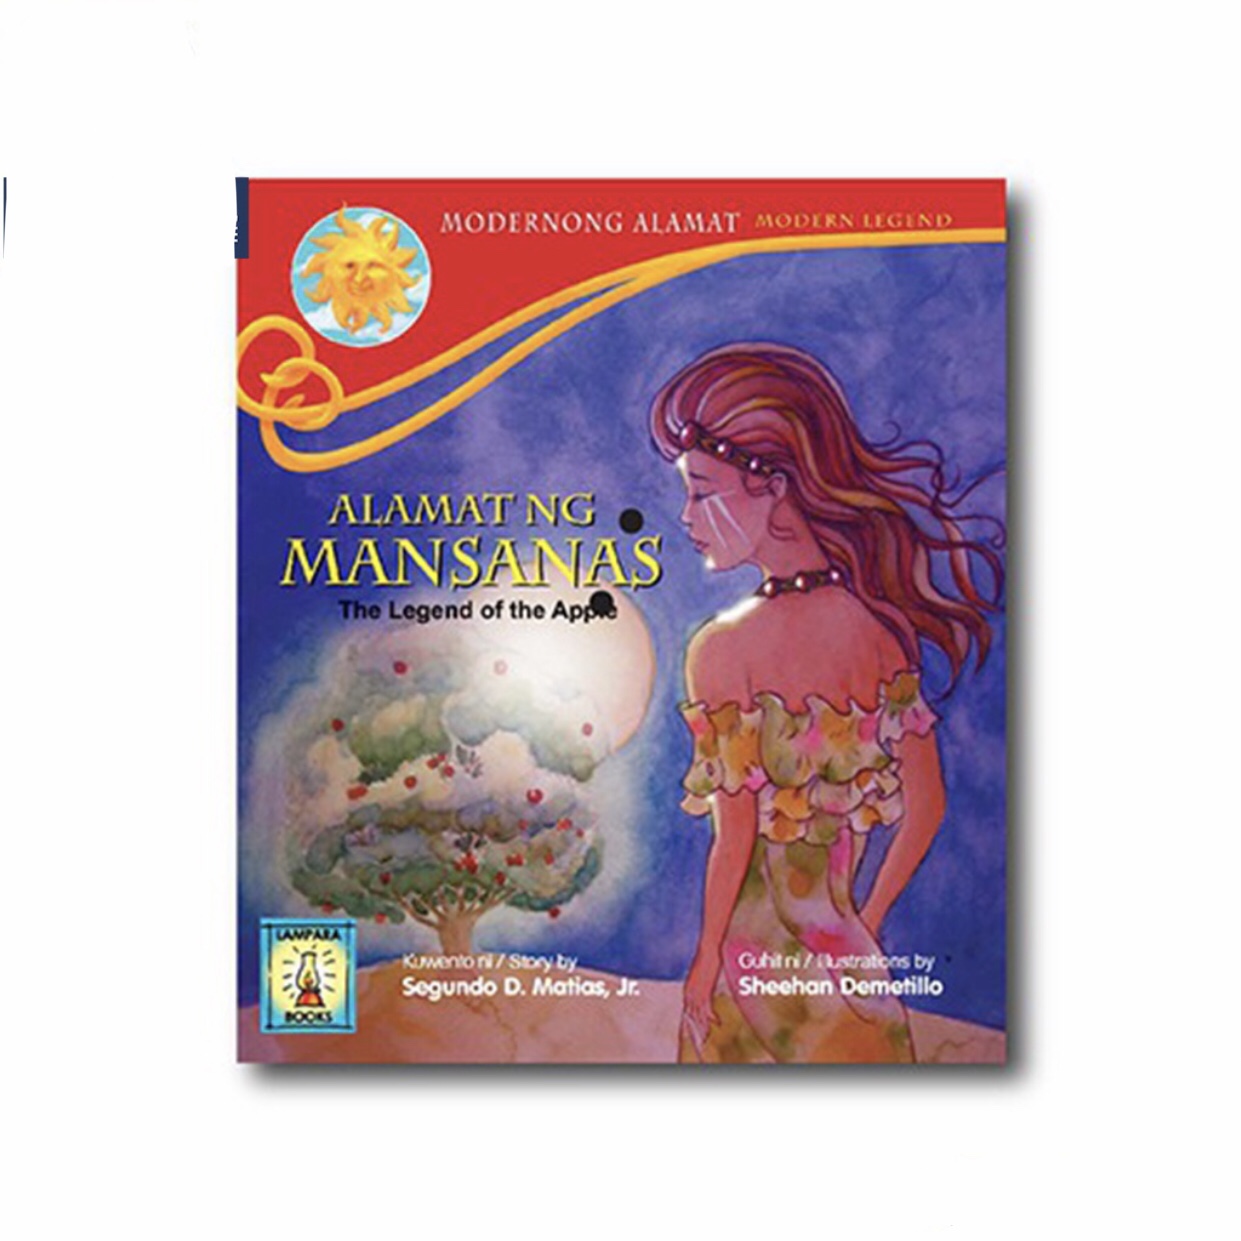 MODERNONG ALAMAT MODERN LEGEND
ALAMAT NG
MANSANAS
The Legend of the Apple
LAMPARA
BOOKS
Kuwento ni / Story by
Segundo D. Matias, Jr.
Guhit ni / Illustrations by
Sheehan Demetillo